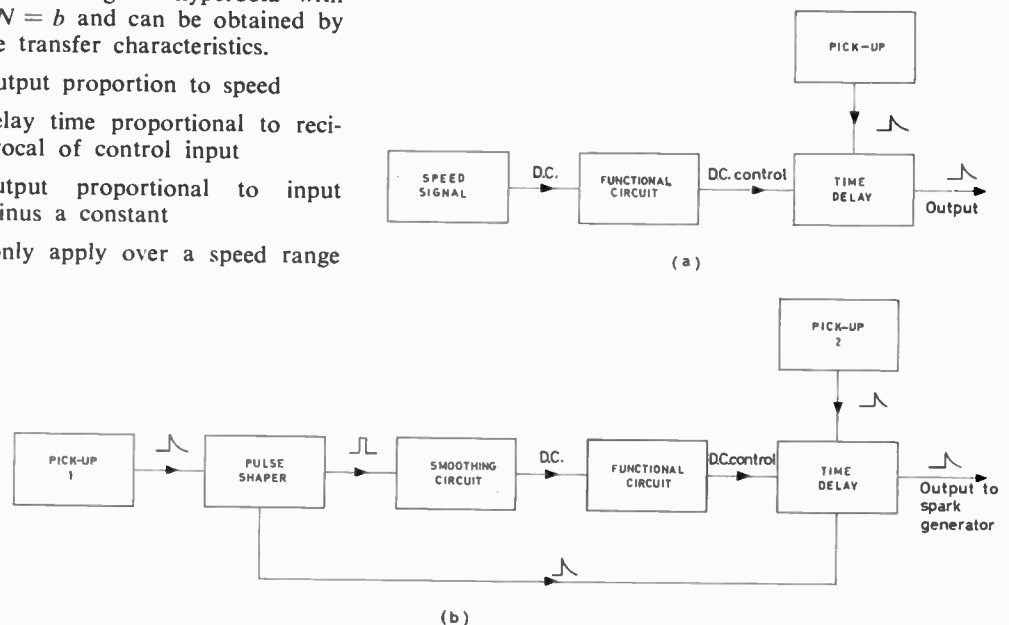 N = b and can be obtained by
transfer characteristics.
utput proportion to speed
elay time proportional to reci-
rocal of control input
utput proportional to input
inus a constant
nly apply over a speed range
PICK-UP
SPEED
SIGNAL
D.C.
FUNCTIONAL
CIRCUIT
D.C. control
TIME
DELAY
Output
(a)
PICK-UP
2
PICK-UP
1
PULSE
SHAPER
SMOOTHING
CIRCUIT
D.C.
FUNCTIONAL
CIRCUIT
D.C. control
TIME
DELAY
Output to
spark
generator
(b)